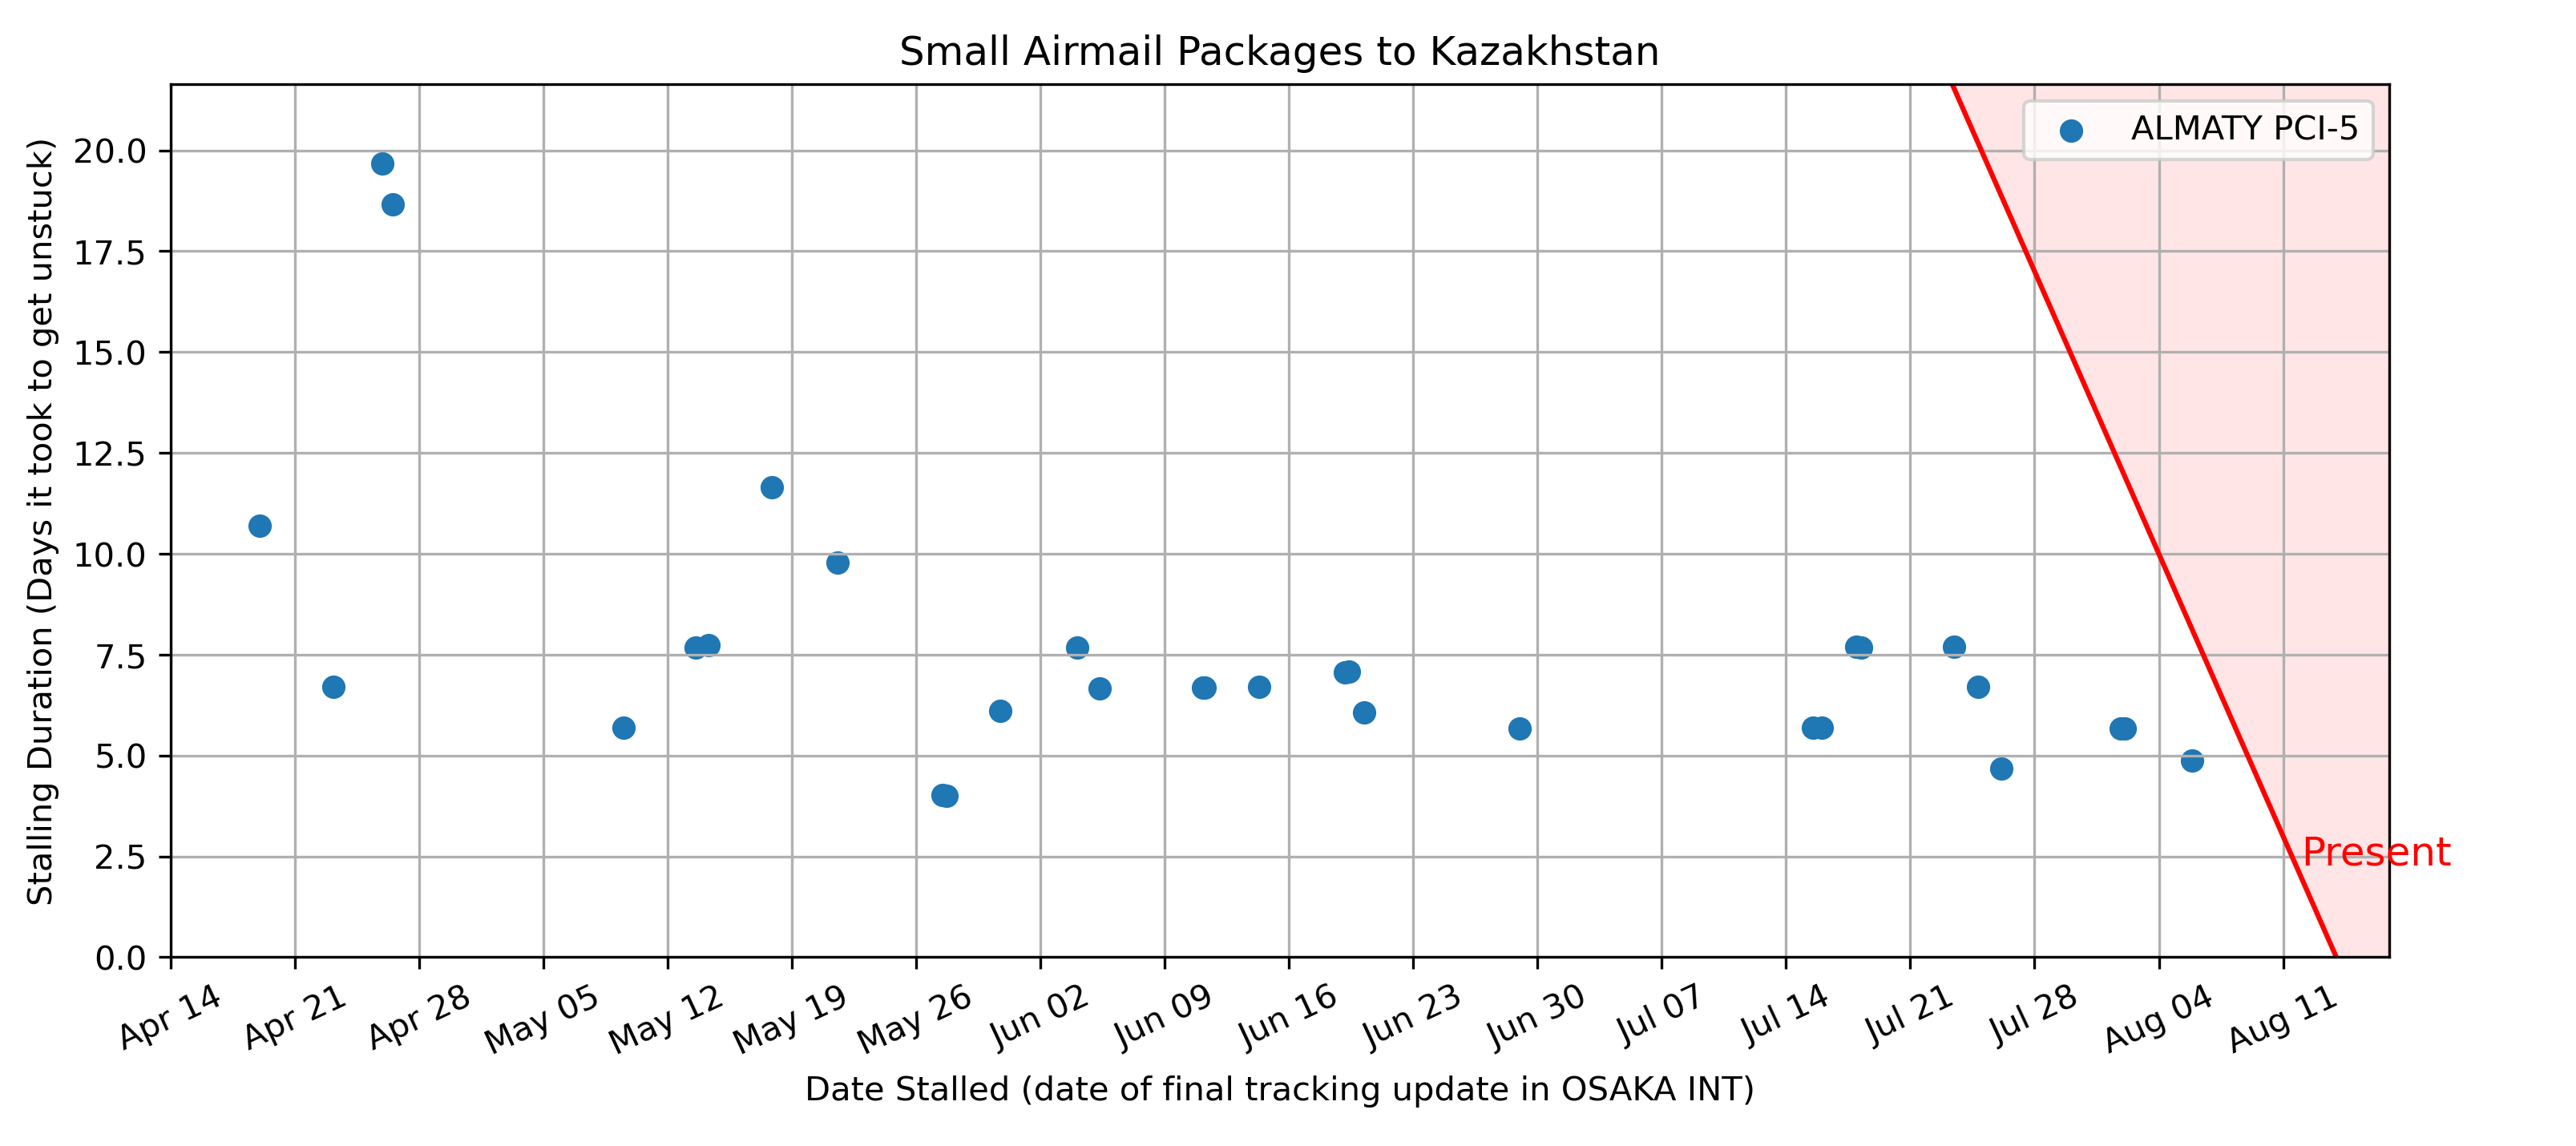 Small Airmail Packages to Kazakhstan
ALMATY PCI-5
Stalling Duration (Days it took to get unstuck)
20.0
17.5
15.0
12.5
10.0
7.5
5.0
2.5
0.0
Present
Apr 14 Apr 21 Apr 28 May 05 May 12 May 19 May 26 Jun 02 Jun 09 Jun 16 Jun 23 Jun 30 Jul 07 Jul 14 Jul 21 Jul 28 Aug 04 Aug 11
Date Stalled (date of final tracking update in OSAKA INT)